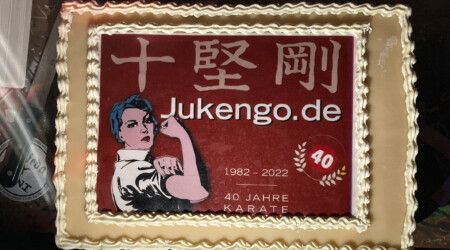 十 堅 剛
Jukengo.de
40
1982 - 2022
40 JAHRE
KARATE